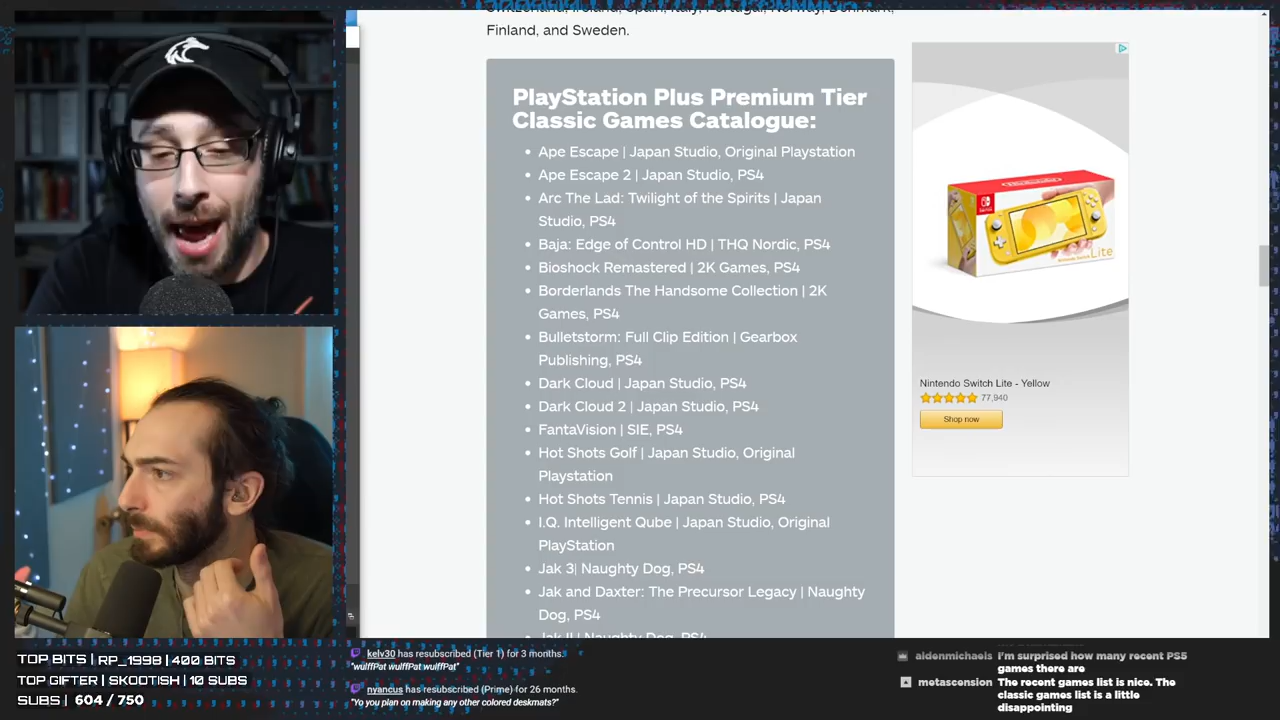 Finland, and Sweden.
PlayStation Plus Premium Tier
Classic Games Catalogue:
Ape Escape | Japan Studio, Original Playstation
Ape Escape 2 | Japan Studio, PS4
Arc The Lad: Twilight of the Spirits | Japan
Studio, PS4
Baja: Edge of Control HD | THQ Nordic, PS4
Bioshock Remastered | 2K Games, PS4
Borderlands The Handsome Collection | 2K
Games, PS4
Bulletstorm: Full Clip Edition | Gearbox
Publishing, PS4
Dark Cloud | Japan Studio, PS4
Dark Cloud 2 | Japan Studio, PS4
FantaVision | SIE, PS4
Hot Shots Golf | Japan Studio, Original
Playstation
Hot Shots Tennis | Japan Studio, PS4
I.Q. Intelligent Qube | Japan Studio, Original
PlayStation
Jak 3| Naughty Dog, PS4
Jak and Daxter: The Precursor Legacy | Naughty
Dog, PS4
Jak II | Naughty Dog, PS4
Nintendo Switch Lite - Yellow
77,940
Shop now
TOP BITS | RP_1998 | 400 BITS
TOP GIFTER | SKOOTISH | 10 SUBS
SUBS | 604 / 750
kelv30 has resubscribed (Tier 1) for 3 months.
"wulffPat wulffPat wulffPat"
nyancus has resubscribed (Prime) for 26 months.
"Yo you plan on making any other colored deskmats?"
aidenmichaels I'm surprised how many recent PS5
games there are
metascension The recent games list is nice. The
classic games list is a little
disappointing